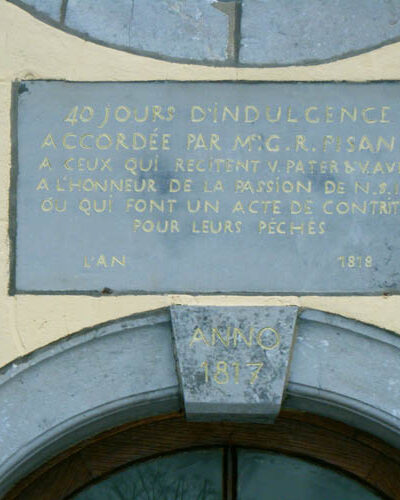 40 JOURS D'INDULGENCE
ACCORDÉE PAR M.G.R. PISAN
A CEUX QUI RECITENT V. PATER & V. AVE
A L'HONNEUR DE LA PASSION DE N.S.
OU QUI FONT UN ACTE DE CONTRIT
POUR LEURS PÉCHÉS
L'AN 1818
ANNO
1817